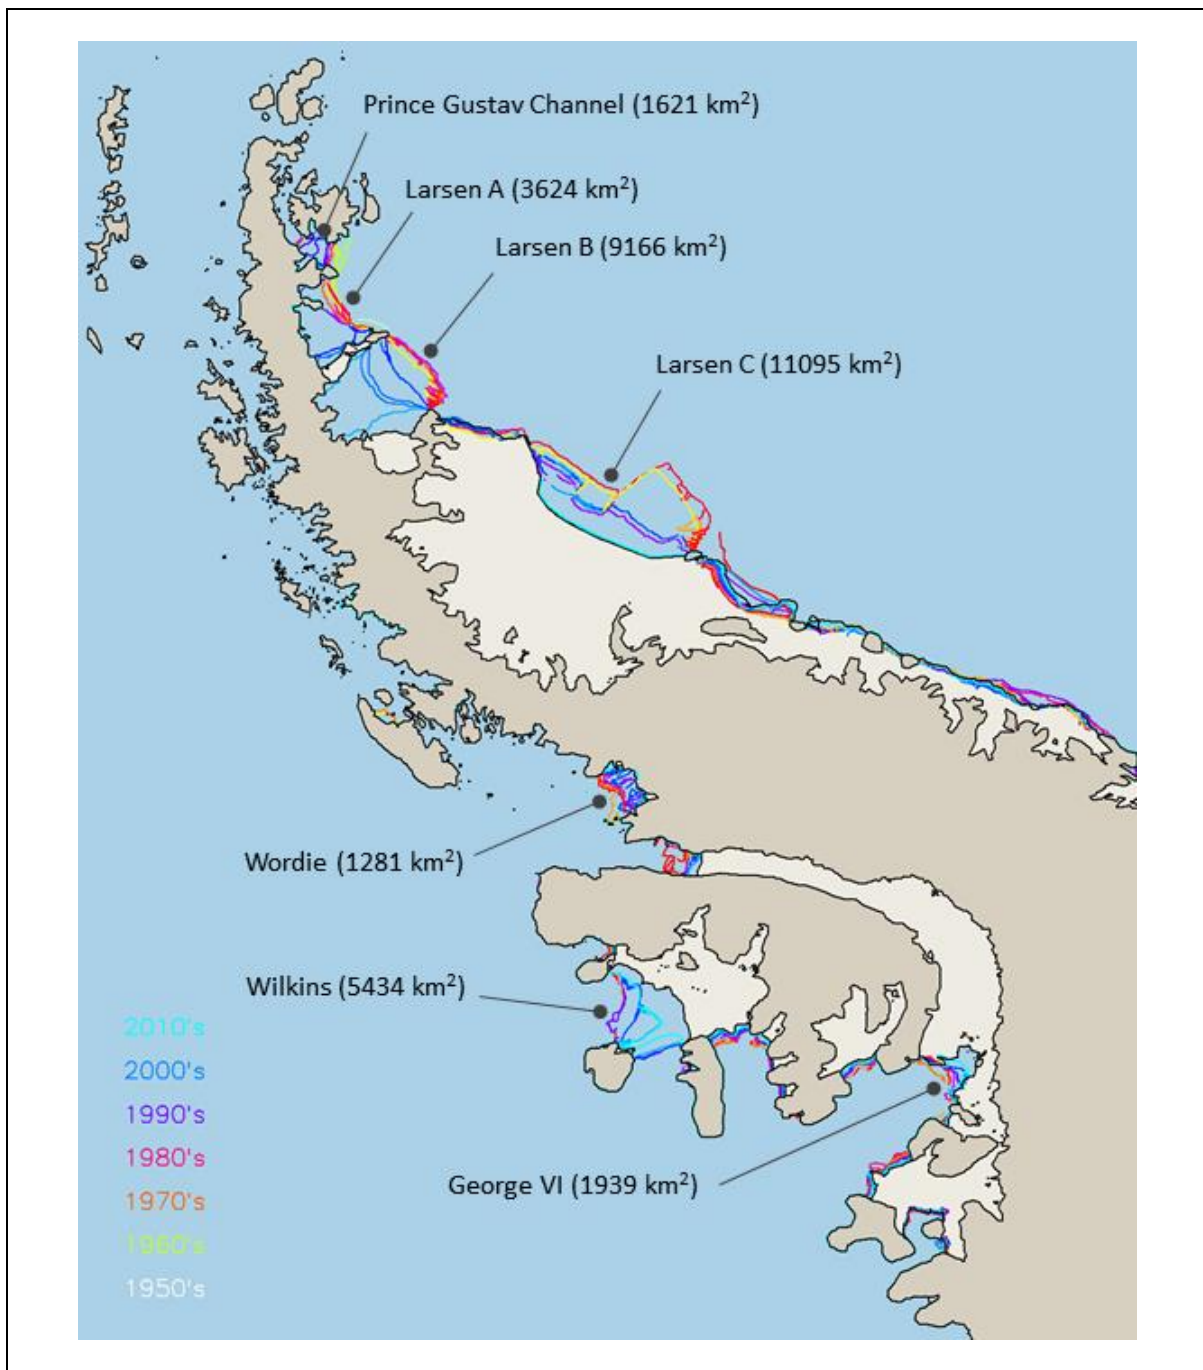 Prince Gustav Channel (1621 km²)
Larsen A (3624 km²)
Larsen B (9166 km²)
Larsen C (11095 km²)
Wordie (1281 km²)
Wilkins (5434 km²)
George VI (1939 km²)
2010's
2000's
1990's
1980's
1970's
1960's
1950's